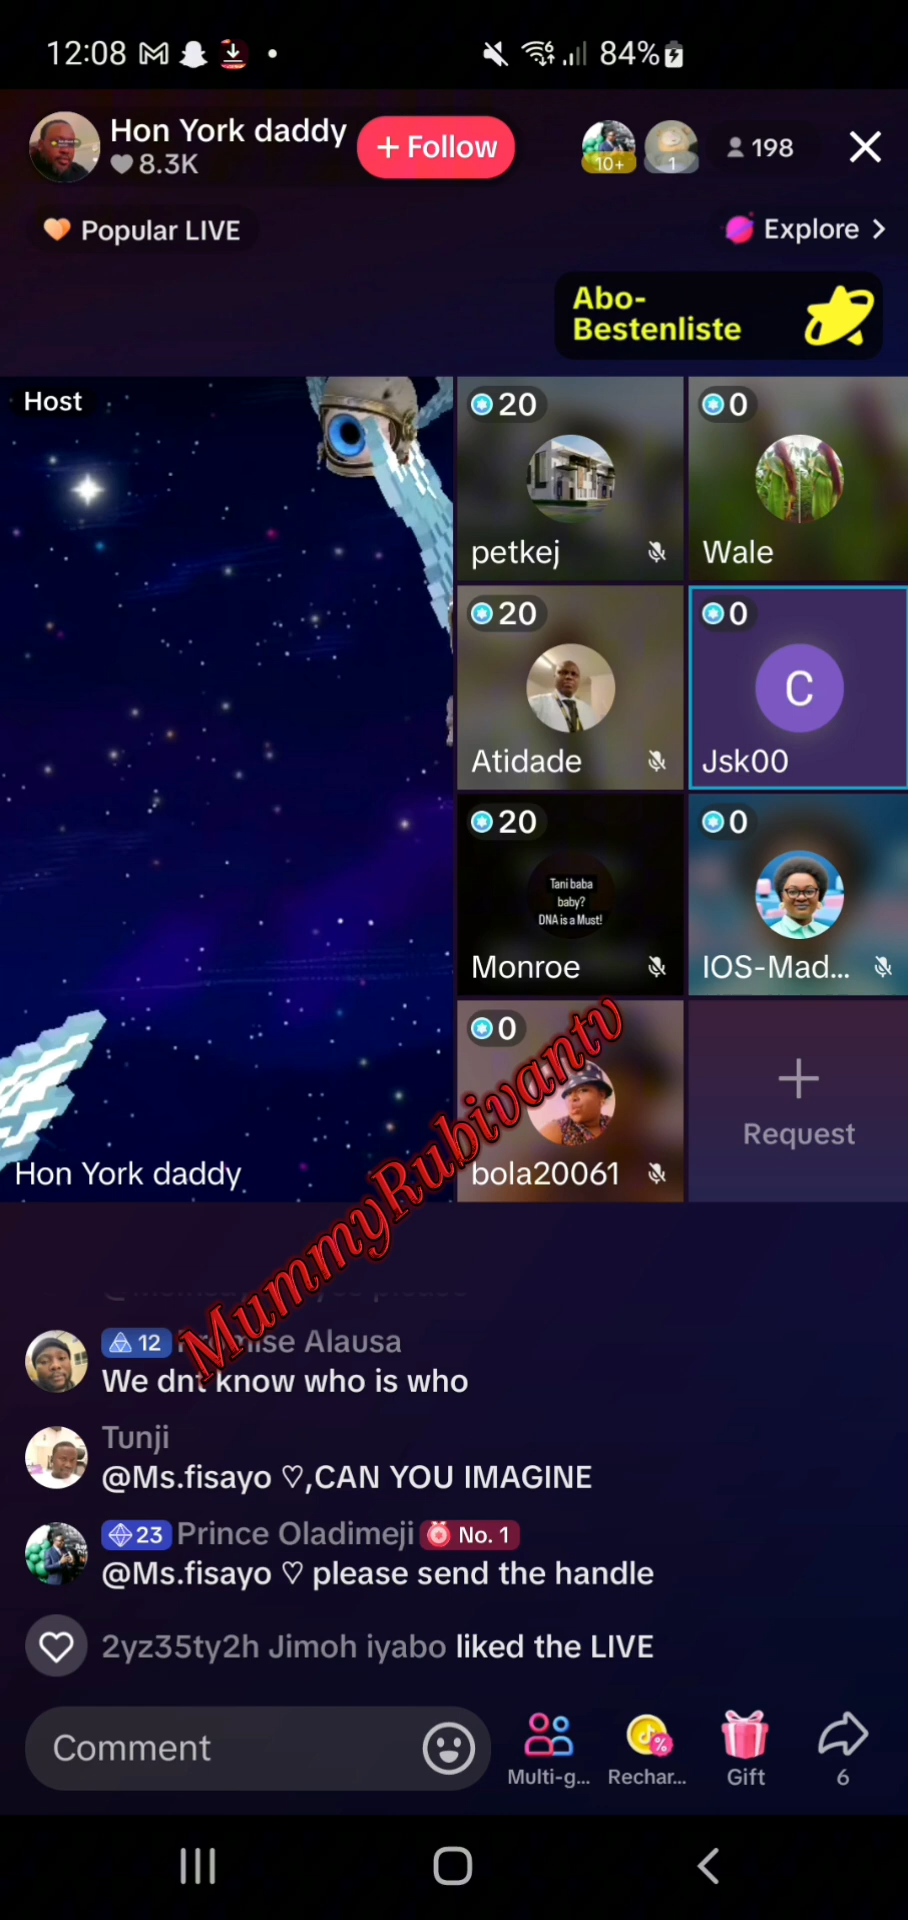 12:08
84%
Hon York daddy
8.3K
+ Follow
10+
1
198
Popular LIVE
Explore >
Abo-
Bestenliste
Host
20
petkej
0
Wale
20
Atidade
0
C
Jsk00
20
Tani baba
baby?
DNA is a Must!
Monroe
0
IOS-Mad...
0
bola20061
Request
Hon York daddy
MummyRubivantv
12 Alausa
We dnt know who is who
Tunji
@Ms.fisayo ♡,CAN YOU IMAGINE
23 Prince Oladimeji No. 1
@Ms.fisayo ♡ please send the handle
2yz35ty2h Jimoh iyabo liked the LIVE
Comment
Multi-g...
Rechar...
Gift
6